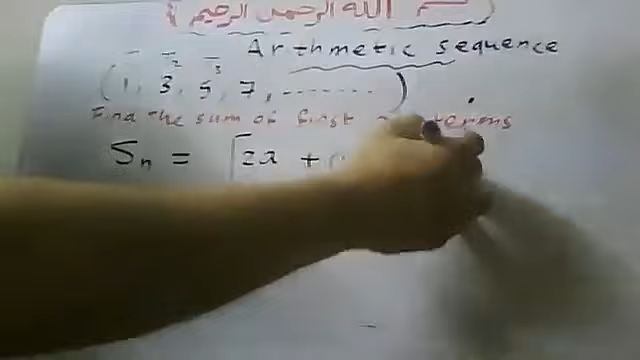 بسم الله الرحمن الرحيم
Arthmetic sequence
(1, 3, 5, 7, ........)
Find the sum of first terms
Sn = [2a +